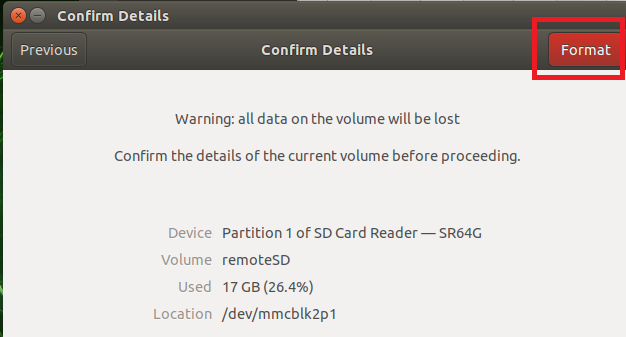 Confirm Details
Previous Confirm Details Format
Warning: all data on the volume will be lost
Confirm the details of the current volume before proceeding.
Device Partition 1 of SD Card Reader — SR64G
Volume remoteSD
Used 17 GB (26.4%)
Location /dev/mmcblk2p1